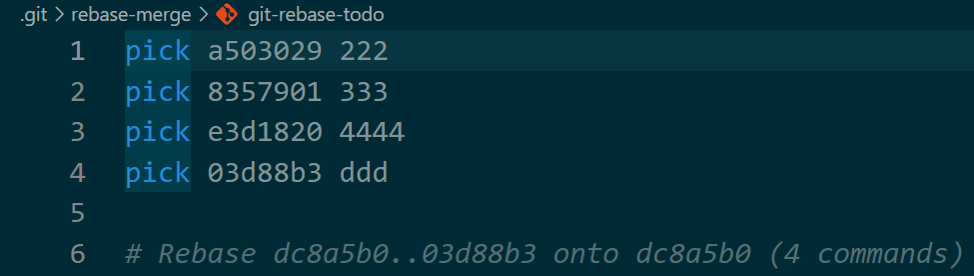 .git > rebase-merge > git-rebase-todo
1 pick a503029 222
2 pick 8357901 333
3 pick e3d1820 4444
4 pick 03d88b3 ddd
5
6 # Rebase dc8a5b0..03d88b3 onto dc8a5b0 (4 commands)